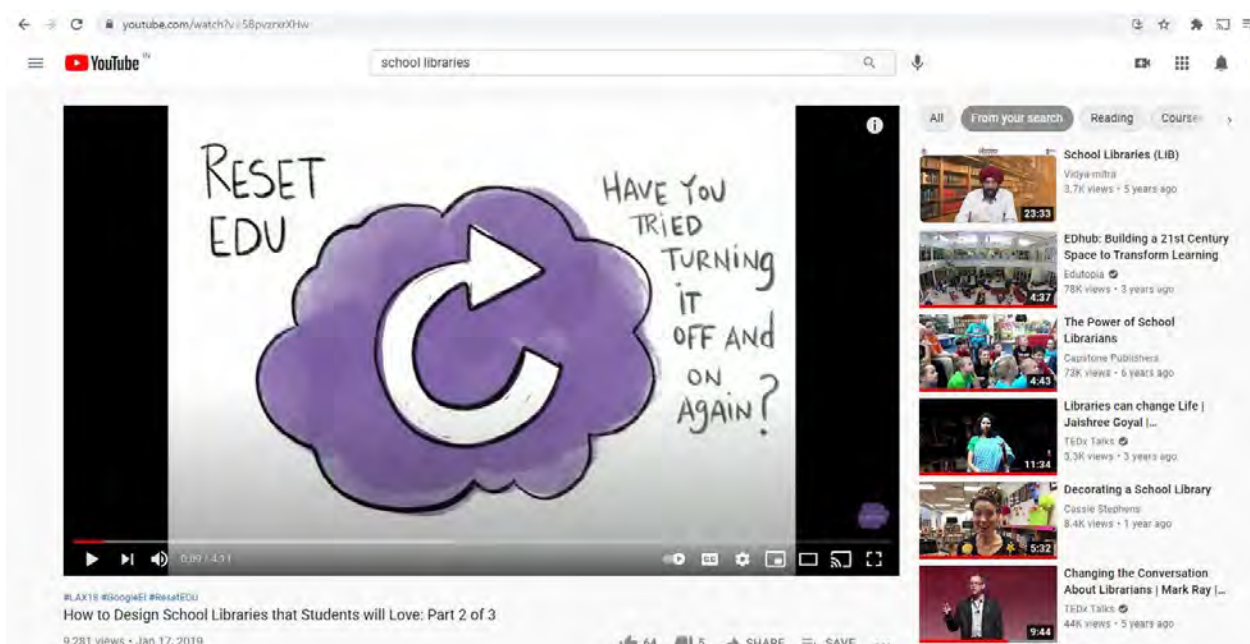 youtube.com/watch?v=
YouTube IN
school libraries
RESET
EDU
HAVE YOU
TRIED
TURNING
IT
OFF AND
ON
AGAIN?
0:09 / 4:11
#LAX18 #GoogleEI #ResetEDU
How to Design School Libraries that Students will Love: Part 2 of 3
9,281 views • Jan 17, 2019
64
5
SHARE
SAVE
All
From your search
Reading
Course
School Libraries (LIB)
Vidya-mitra
3.7K views • 5 years ago
23:33
EDhub: Building a 21st Century
Space to Transform Learning
Edutopia
78K views • 3 years ago
4:37
The Power of School
Librarians
Capstone Publishers
73K views • 6 years ago
4:43
Libraries can change Life |
Jaishree Goyal |...
TEDx Talks
5.3K views • 3 years ago
11:34
Decorating a School Library
Cassie Stephens
8.4K views • 1 year ago
5:32
Changing the Conversation
About Librarians | Mark Ray |...
TEDx Talks
44K views • 5 years ago
9:44